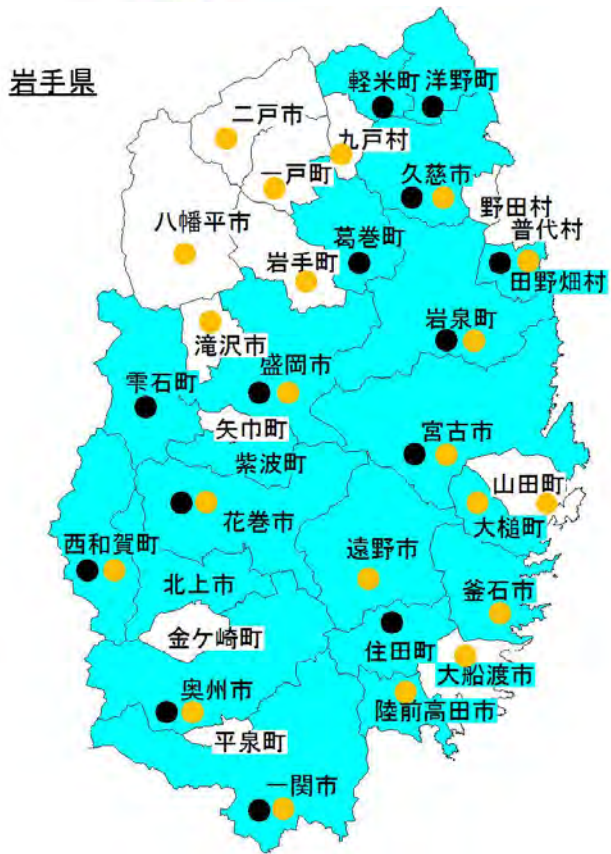 岩手県
軽米町
洋野町
二戸市
九戸村
一戸町
久慈市
野田村
普代村
八幡平市
葛巻町
岩手町
田野畑村
岩泉町
滝沢市
盛岡市
雫石町
矢巾町
宮古市
紫波町
山田町
花巻市
大槌町
西和賀町
遠野市
北上市
釜石市
金ケ崎町
住田町
大船渡市
奥州市
陸前高田市
平泉町
一関市